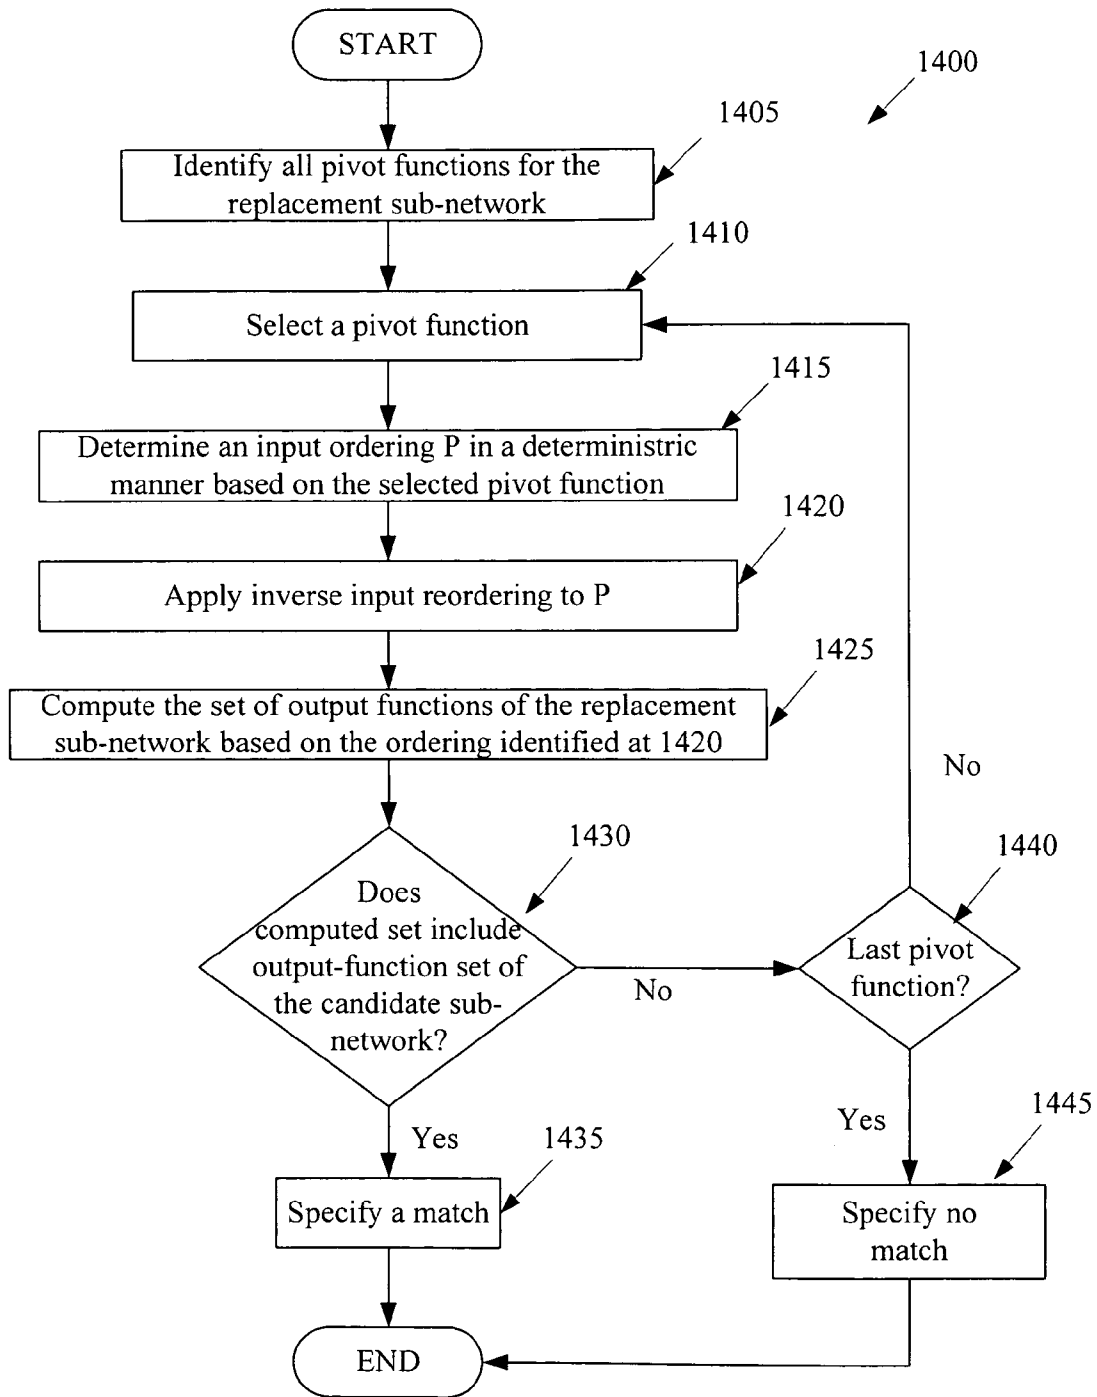 START
1400
1405
Identify all pivot functions for the
replacement sub-network
1410
Select a pivot function
1415
Determine an input ordering P in a deterministric
manner based on the selected pivot function
1420
Apply inverse input reordering to P
1425
Compute the set of output functions of the replacement
sub-network based on the ordering identified at 1420
No
1430
Does
computed set include
output-function set of
the candidate sub-
network?
No
1440
Last pivot
function?
Yes
1435
Specify a match
Yes
1445
Specify no
match
END